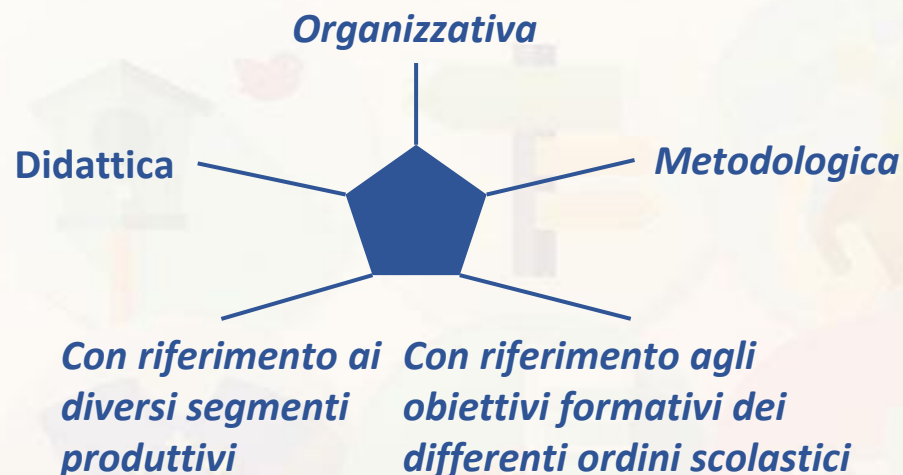 Organizzativa
Didattica
Metodologica
Con riferimento ai
diversi segmenti
produttivi
Con riferimento agli
obiettivi formativi dei
differenti ordini scolastici